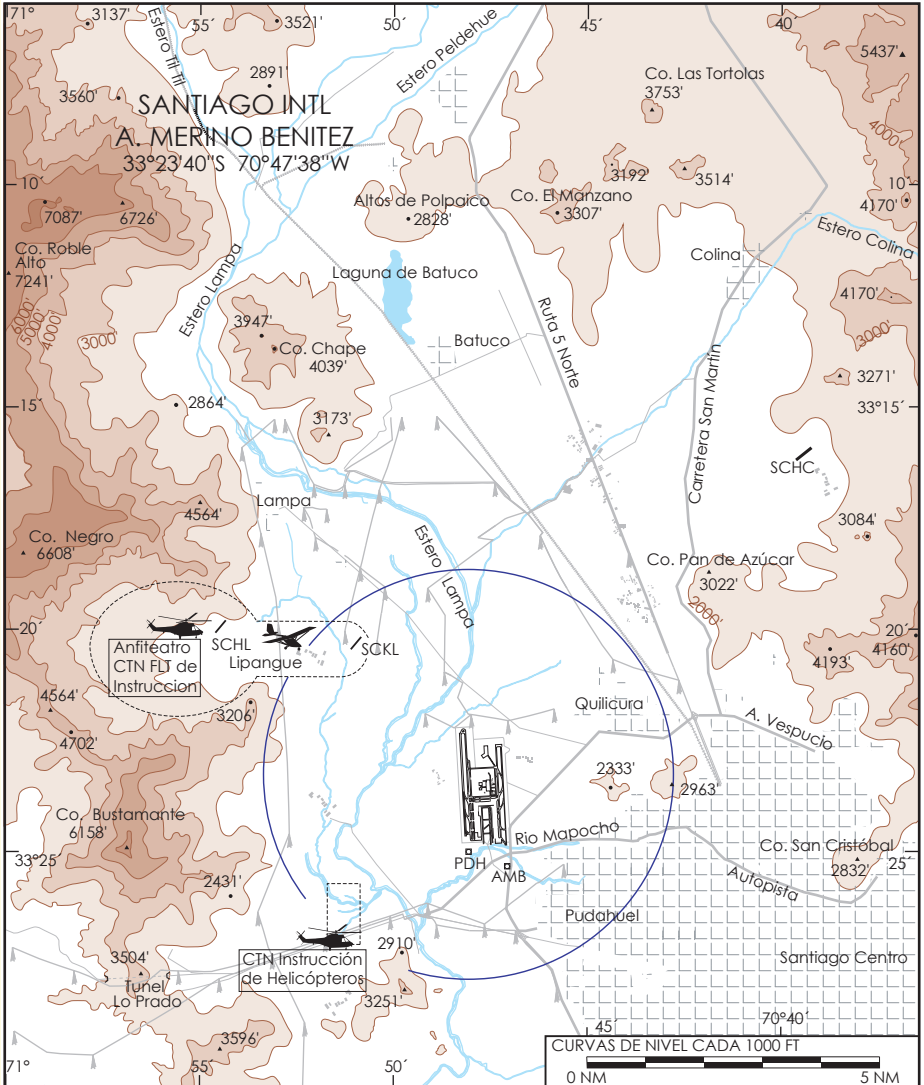 71°
3137'
55'
3521'
50'
45'
5437'
Estero Til Til
Estero Peldehue
2891'
3560'
SANTIAGO INTL
A. MERINO BENITEZ
33°23'40"S 70°47'38"W
Co. Las Tortolas
3753'
4000'
3192'
3514'
10'
10'
7087'
6726'
Altos de Polpaico
2828'
Co. El Manzano
3307'
4170'
Estero Colina
Co. Roble
Alto
7241'
Estero Lampa
Laguna de Batuco
Colina
6000'
5000'
4000'
3000'
3947'
Co. Chape
4039'
Batuco
Ruta 5 Norte
4170'
3000'
Carretera San Martín
3271'
15'
2864'
3173'
33°15'
SCHC
Lampa
4564'
3084'
Co. Negro
6608'
Estero Lampa
Co. Pan de Azúcar
3022'
2000'
20'
20'
Anfiteatro
CTN FLT de
Instruccion
SCHL
Lipangue
SCKL
4193'
4160'
4564'
3206'
4702'
Quilicura
A. Vespucio
2333'
2963'
Co. Bustamante
6158'
Rio Mapocho
33°25'
PDH
AMB
Co. San Cristóbal
2832'
25'
2431'
Autopista
Pudahuel
2910'
3504'
Tunel
Lo Prado
CTN Instrucción
de Helicópteros
3251'
Santiago Centro
3596'
71°
55'
50'
45'
70°40'
CURVAS DE NIVEL CADA 1000 FT
0 NM
5 NM